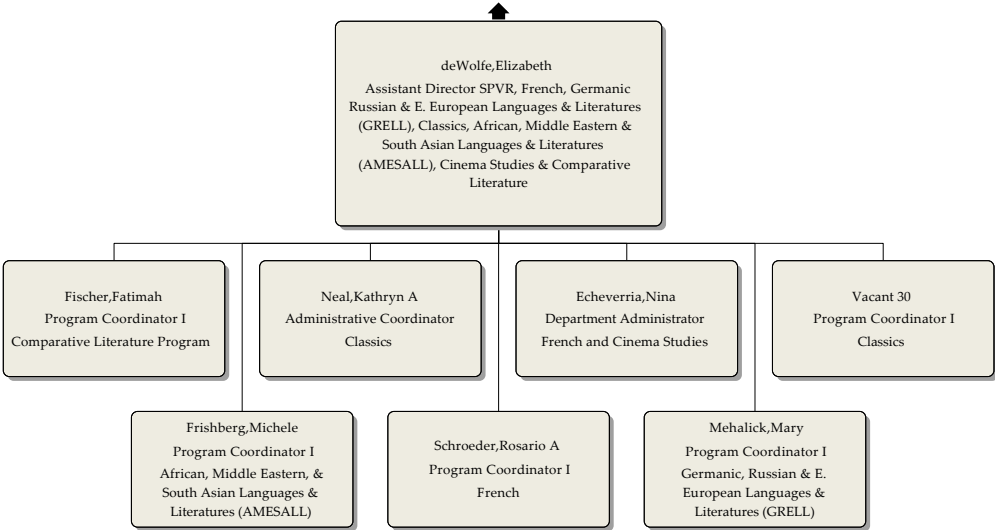 deWolfe,Elizabeth
Assistant Director SPVR, French, Germanic
Russian & E. European Languages & Literatures
(GRELL), Classics, African, Middle Eastern &
South Asian Languages & Literatures
(AMESALL), Cinema Studies & Comparative
Literature
Fischer,Fatimah
Program Coordinator I
Comparative Literature Program
Neal,Kathryn A
Administrative Coordinator
Classics
Echeverria,Nina
Department Administrator
French and Cinema Studies
Vacant 30
Program Coordinator I
Classics
Frishberg,Michele
Program Coordinator I
African, Middle Eastern, &
South Asian Languages &
Literatures (AMESALL)
Schroeder,Rosario A
Program Coordinator I
French
Mehalick,Mary
Program Coordinator I
Germanic, Russian & E.
European Languages &
Literatures (GRELL)